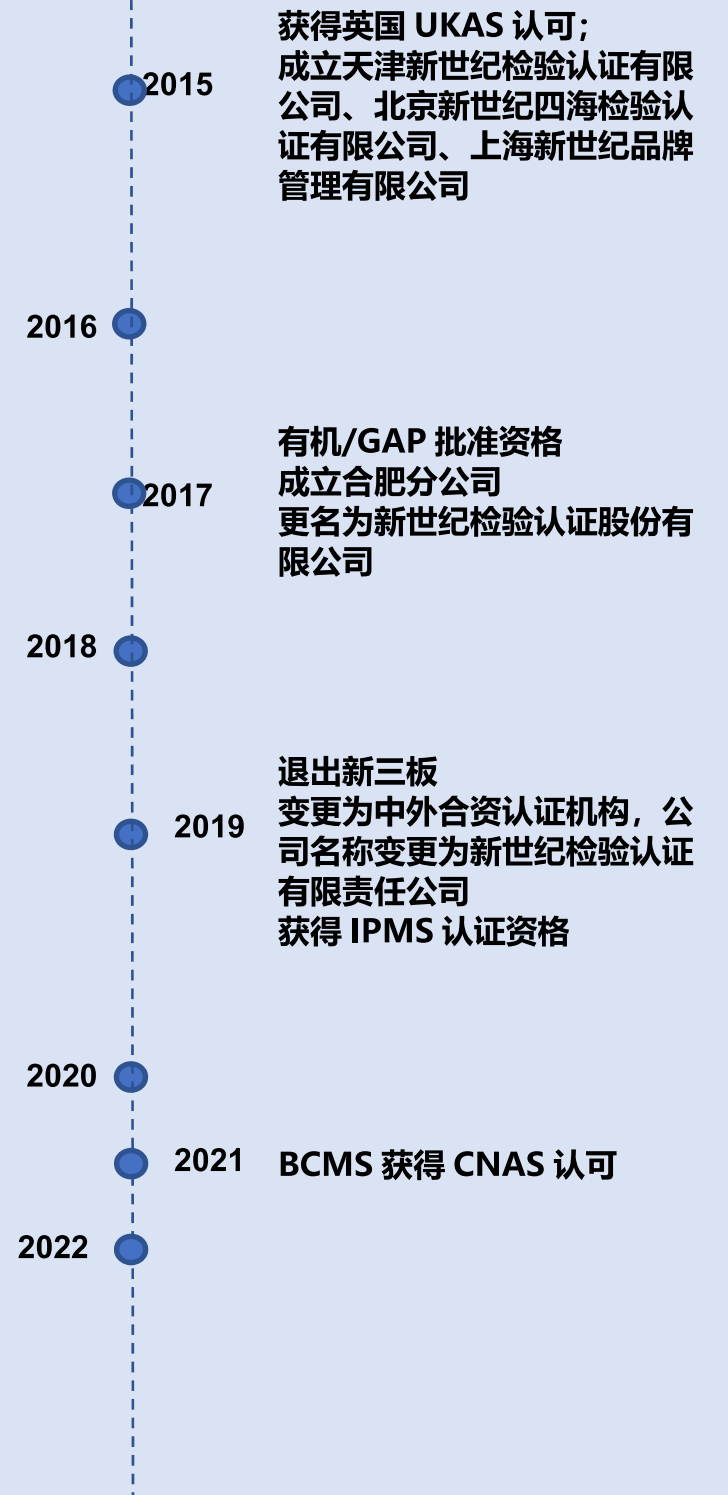 获得英国 UKAS 认可；
2015
成立天津新世纪检验认证有限
公司、北京新世纪四海检验认
证有限公司、上海新世纪品牌
管理有限公司
2016
有机/GAP 批准资格
成立合肥分公司
2017
更名为新世纪检验认证股份有
限公司
2018
退出新三板
变更为中外合资认证机构，公
2019
司名称变更为新世纪检验认证
有限责任公司
获得 IPMS 认证资格
2020
2021
BCMS 获得 CNAS 认可
2022